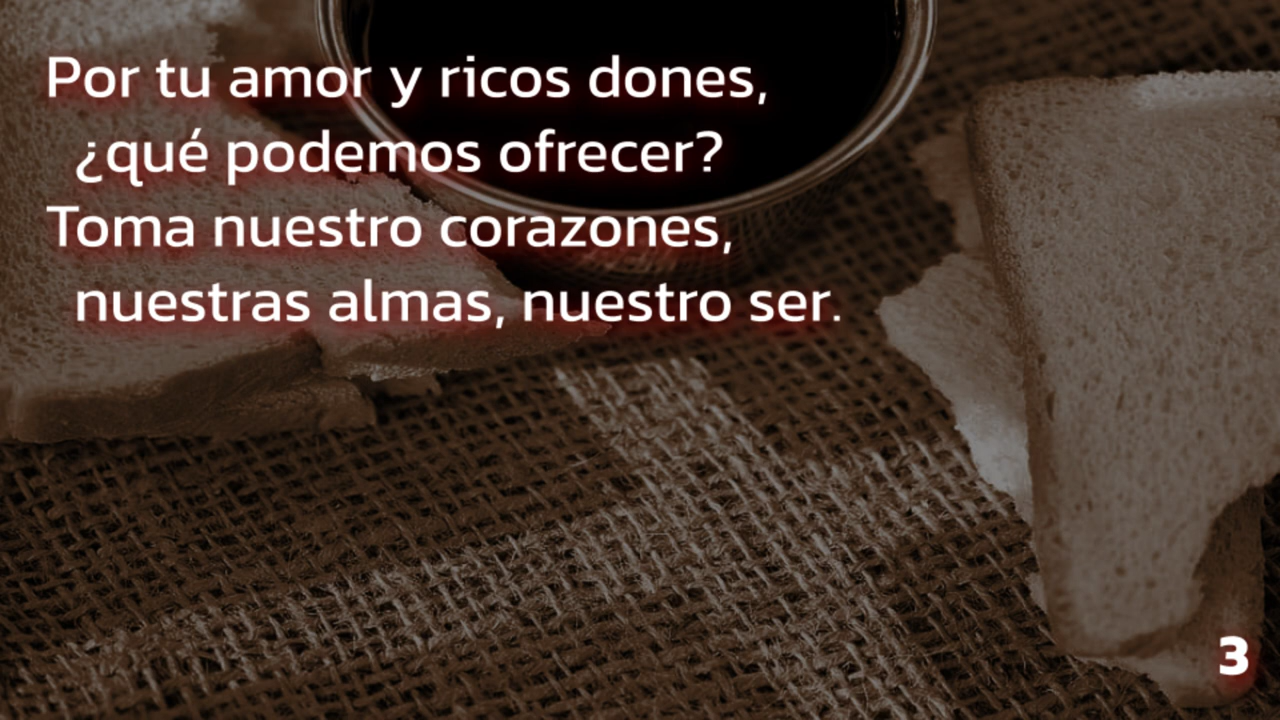 Por tu amor y ricos dones,
¿qué podemos ofrecer?
Toma nuestro corazones,
nuestras almas, nuestro ser.
3